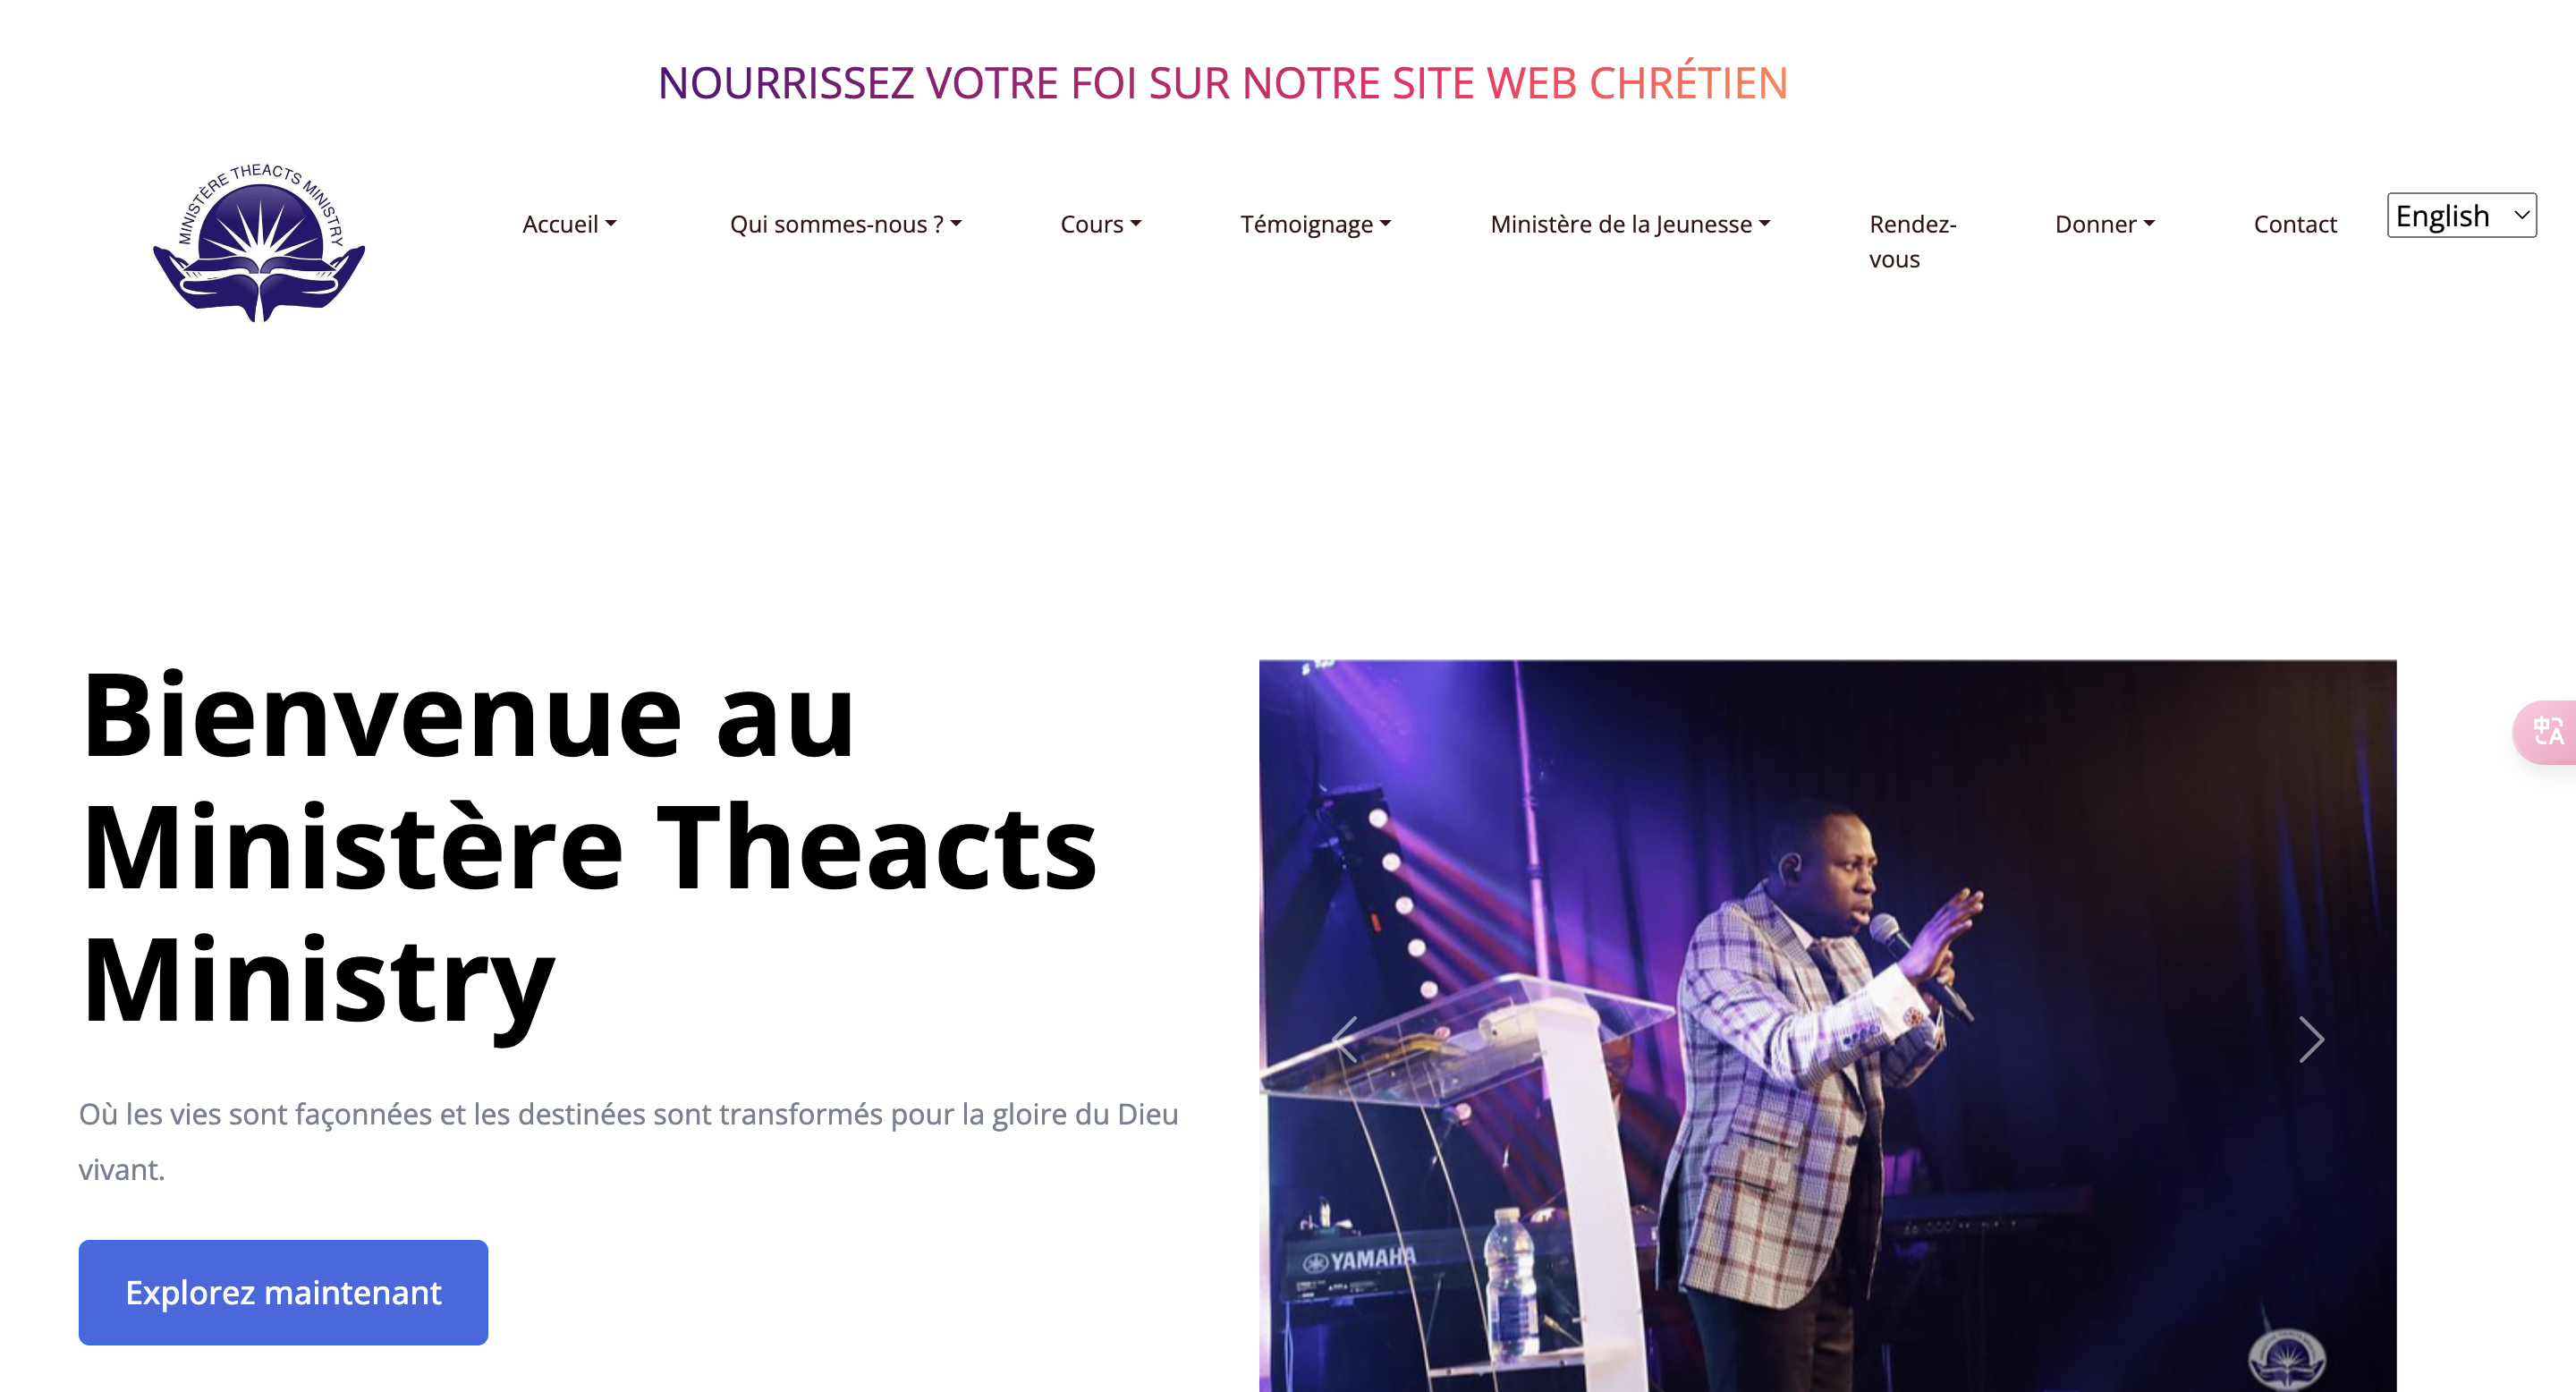 NOURRISSEZ VOTRE FOI SUR NOTRE SITE WEB CHRÉTIEN
MINISTÈRE THEACTS MINISTRY
Accueil
Qui sommes-nous ?
Cours
Témoignage
Ministère de la Jeunesse
Rendez-
vous
Donner
Contact
English
Bienvenue au
Ministère Theacts
Ministry
Où les vies sont façonnées et les destinées sont transformés pour la gloire du Dieu
vivant.
Explorez maintenant
YAMAHA
中 A